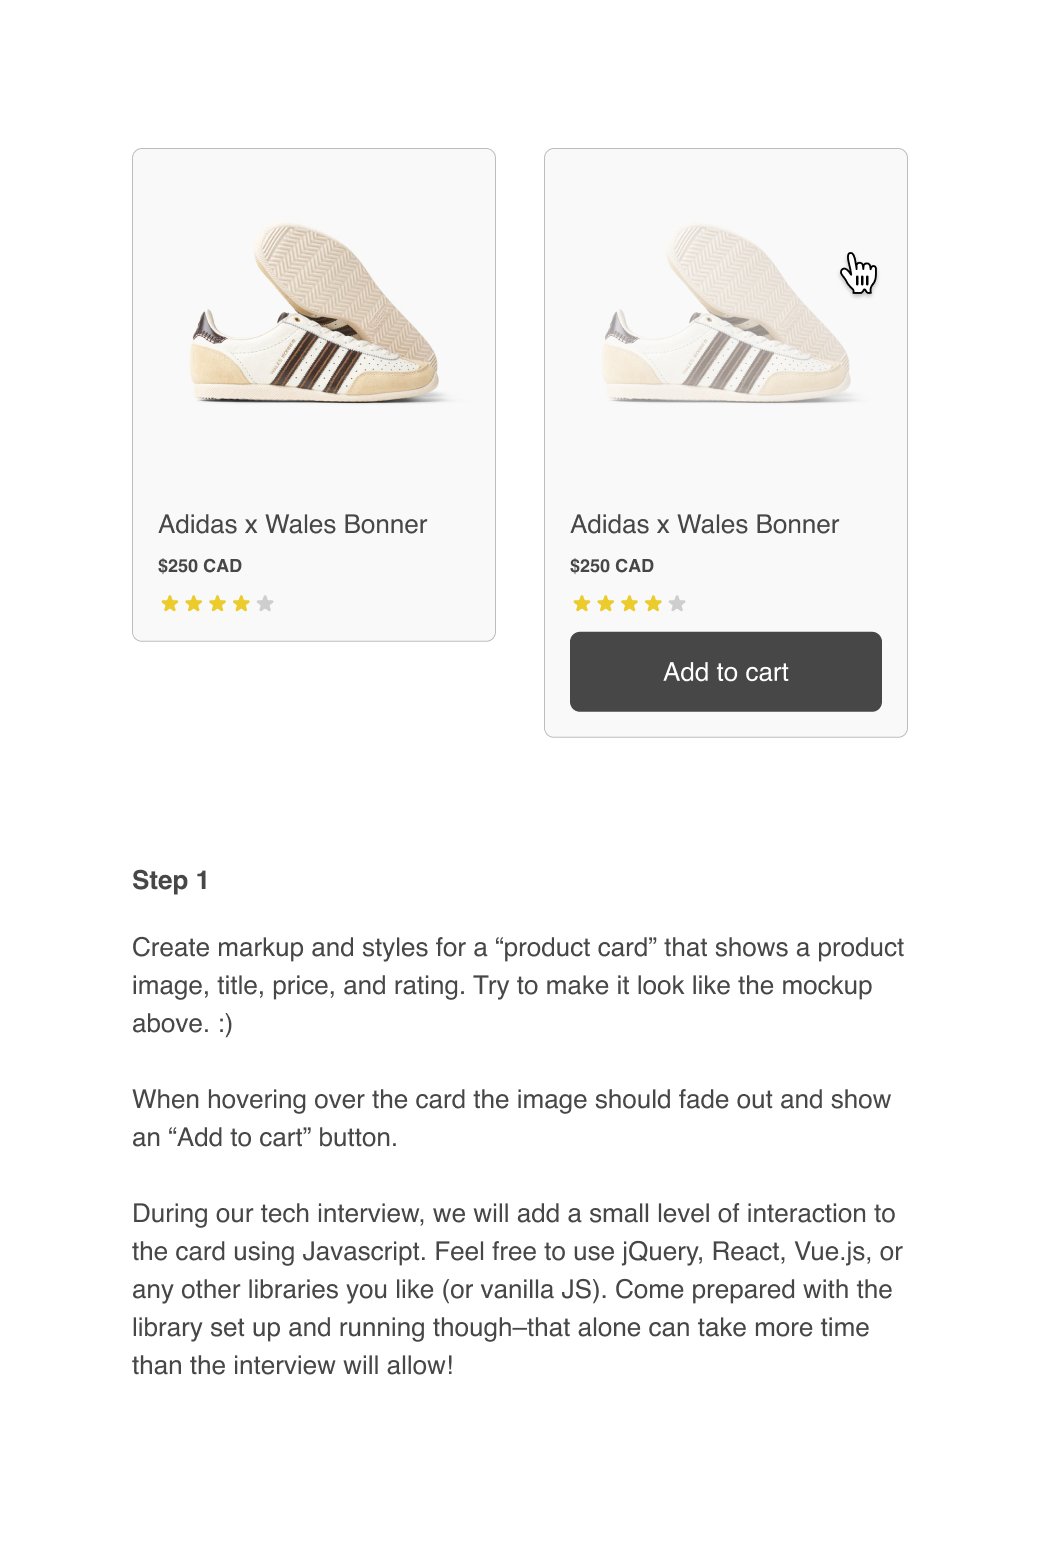 Adidas x Wales Bonner
$250 CAD
Adidas x Wales Bonner
$250 CAD
Add to cart
Step 1
Create markup and styles for a “product card” that shows a product
image, title, price, and rating. Try to make it look like the mockup
above. :)
When hovering over the card the image should fade out and show
an “Add to cart” button.
During our tech interview, we will add a small level of interaction to
the card using Javascript. Feel free to use jQuery, React, Vue.js, or
any other libraries you like (or vanilla JS). Come prepared with the
library set up and running though–that alone can take more time
than the interview will allow!